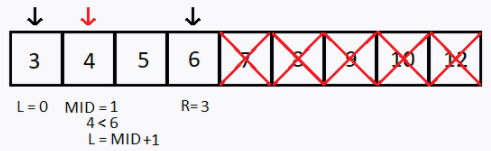 3 4 5 6 7 8 9 10 12
L = 0 MID = 1 R = 3
4 < 6
L = MID+1